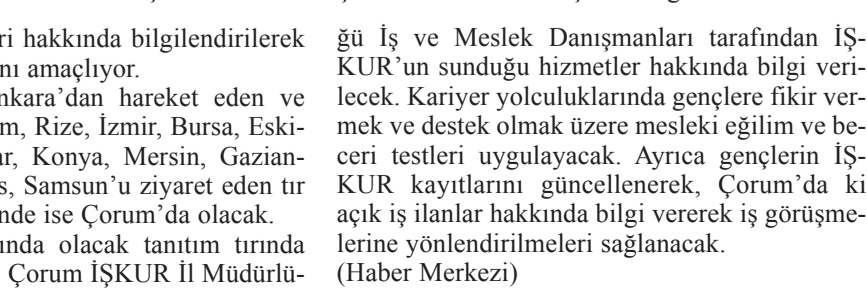 ri hakkında bilgilendirilerek
nı amaçlıyor.
nkara’dan hareket eden ve
m, Rize, İzmir, Bursa, Eski-
ar, Konya, Mersin, Gazian-
s, Samsun’u ziyaret eden tır
nde ise Çorum’da olacak.
ında olacak tanıtım tırında
Çorum İŞKUR İl Müdürlü-
ğü İş ve Meslek Danışmanları tarafından İŞ-
KUR’un sunduğu hizmetler hakkında bilgi veri-
lecek. Kariyer yolculuklarında gençlere fikir ver-
mek ve destek olmak üzere mesleki eğilim ve be-
ceri testleri uygulayacak. Ayrıca gençlerin İŞ-
KUR kayıtlarını güncellenerek, Çorum’da ki
açık iş ilanlar hakkında bilgi vererek iş görüşme-
lerine yönlendirilmeleri sağlanacak.
(Haber Merkezi)